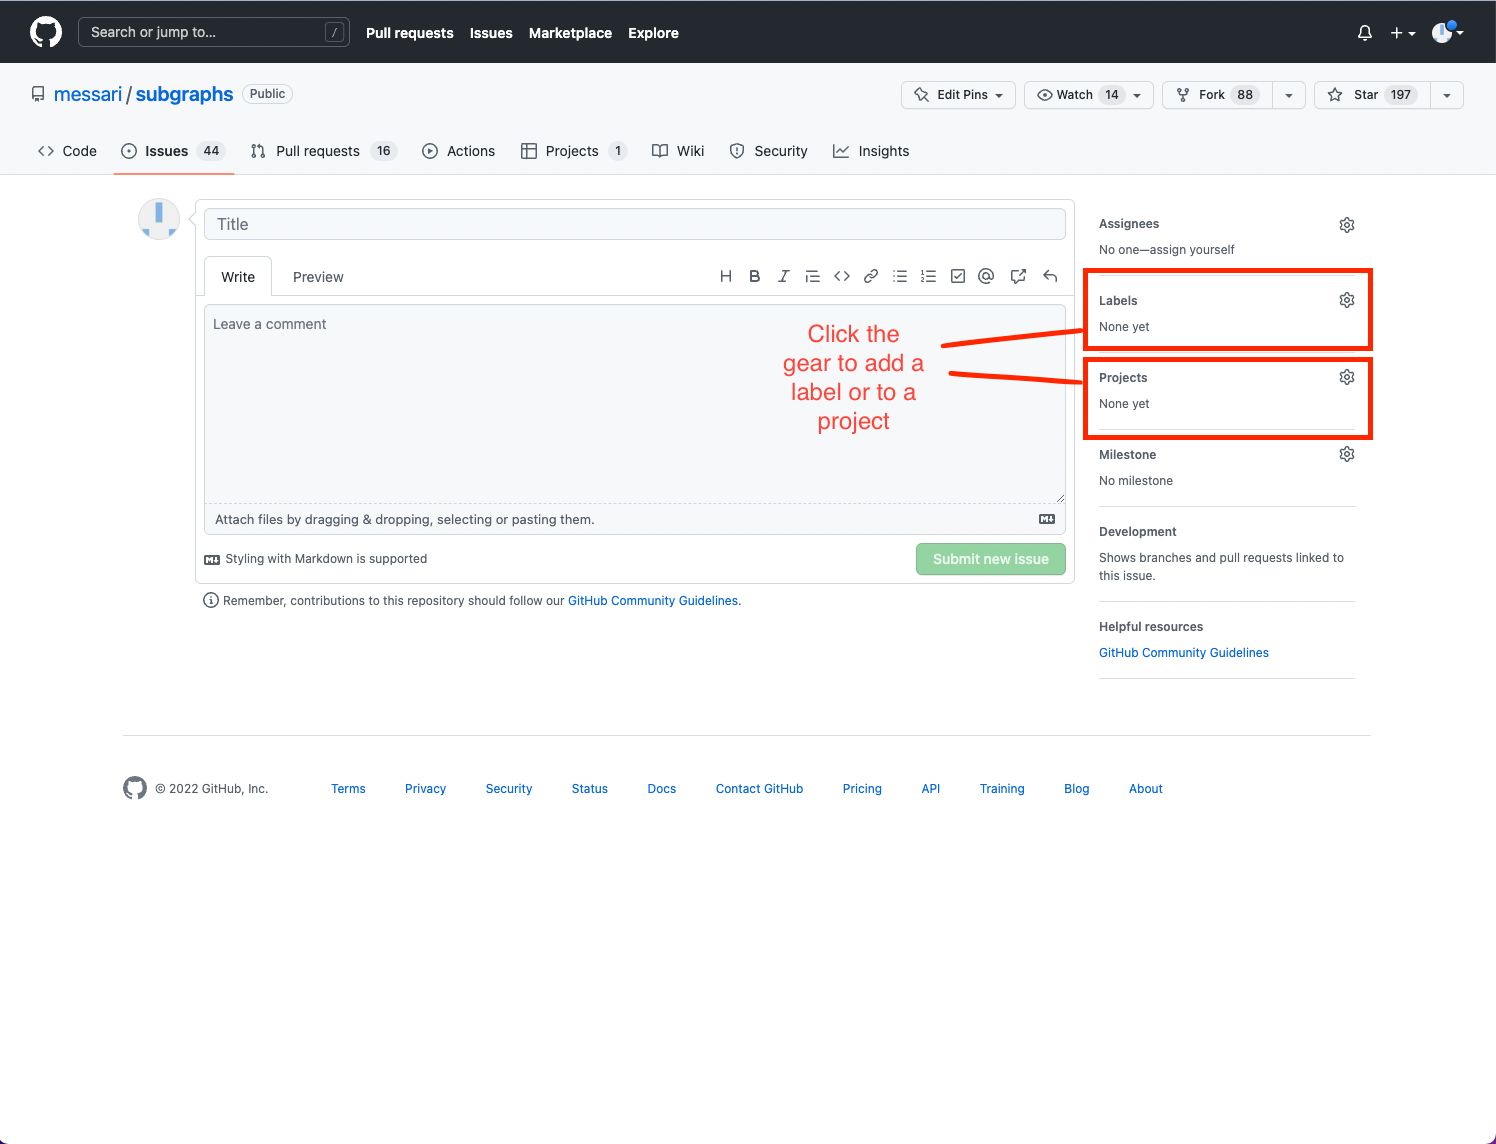 Search or jump to... /
Pull requests Issues Marketplace Explore
messari / subgraphs Public
Edit Pins Watch 14 Fork 88 Star 197
Code Issues 44 Pull requests 16 Actions Projects 1 Wiki Security Insights
Title
Write Preview
Leave a comment
Click the
gear to add a
label or to a
project
Attach files by dragging & dropping, selecting or pasting them.
Styling with Markdown is supported
Submit new issue
Remember, contributions to this repository should follow our GitHub Community Guidelines.
Assignees
No one—assign yourself
Labels
None yet
Projects
None yet
Milestone
No milestone
Development
Shows branches and pull requests linked to
this issue.
Helpful resources
GitHub Community Guidelines
© 2022 GitHub, Inc. Terms Privacy Security Status Docs Contact GitHub Pricing API Training Blog About